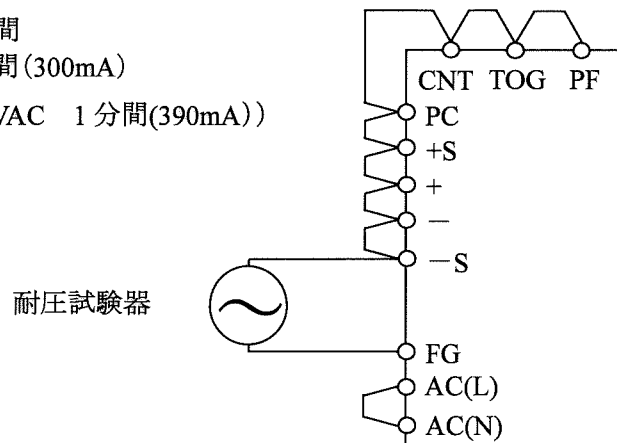 間
間(300mA)
VAC 1分間(390mA))
CNT TOG PF
PC
+S
+
－
－S
耐圧試験器
FG
AC(L)
AC(N)